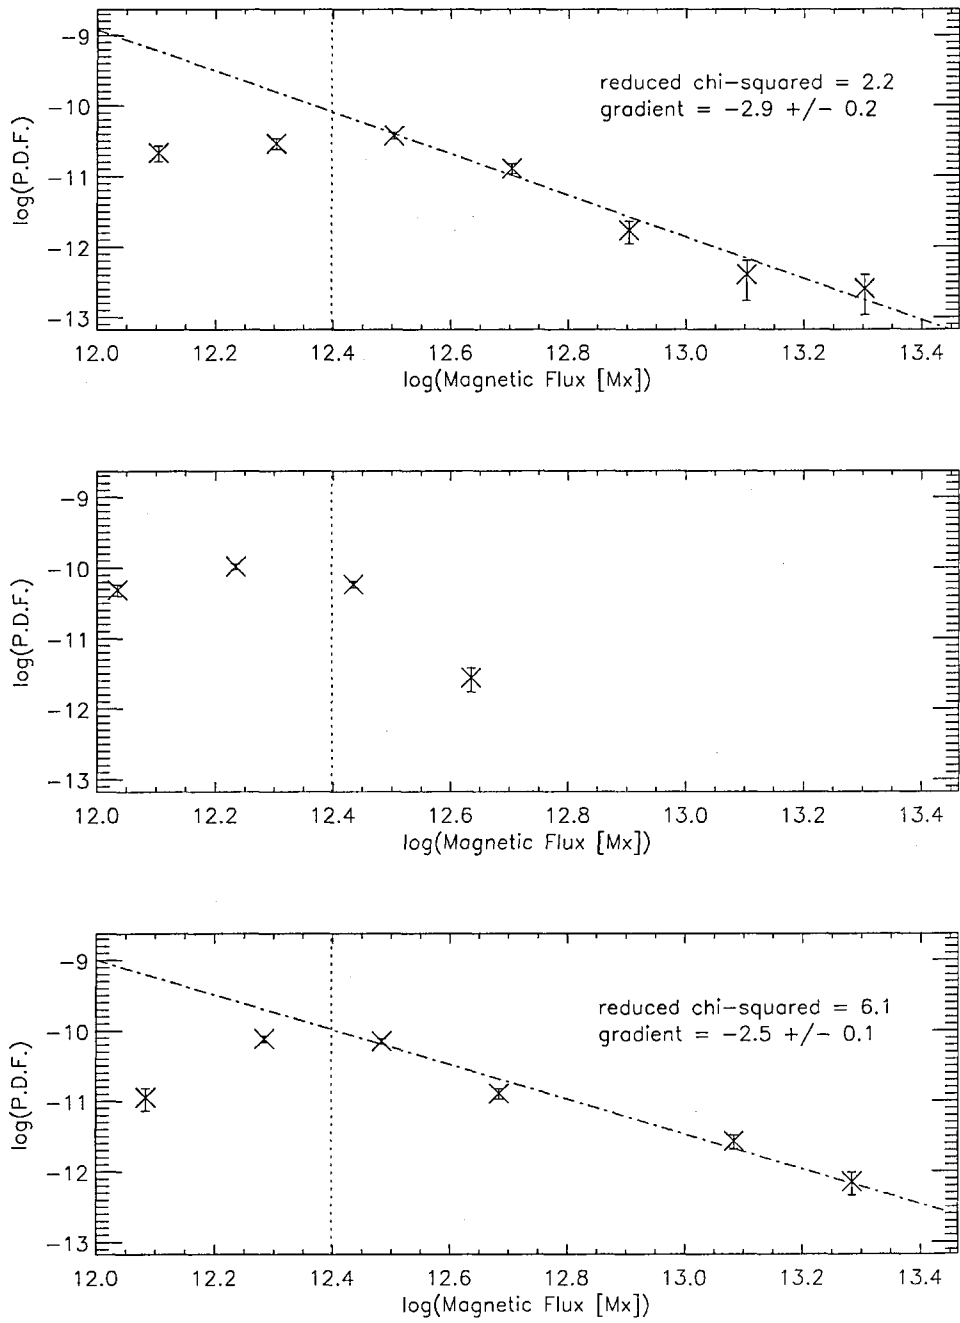 -9
-10
-11
-12
-13
log(P.D.F.)
reduced chi-squared = 2.2
gradient = -2.9 +/- 0.2
12.0 12.2 12.4 12.6 12.8 13.0 13.2 13.4
log(Magnetic Flux [Mx])
-9
-10
-11
-12
-13
log(P.D.F.)
12.0 12.2 12.4 12.6 12.8 13.0 13.2 13.4
log(Magnetic Flux [Mx])
-9
-10
-11
-12
-13
log(P.D.F.)
reduced chi-squared = 6.1
gradient = -2.5 +/- 0.1
12.0 12.2 12.4 12.6 12.8 13.0 13.2 13.4
log(Magnetic Flux [Mx])